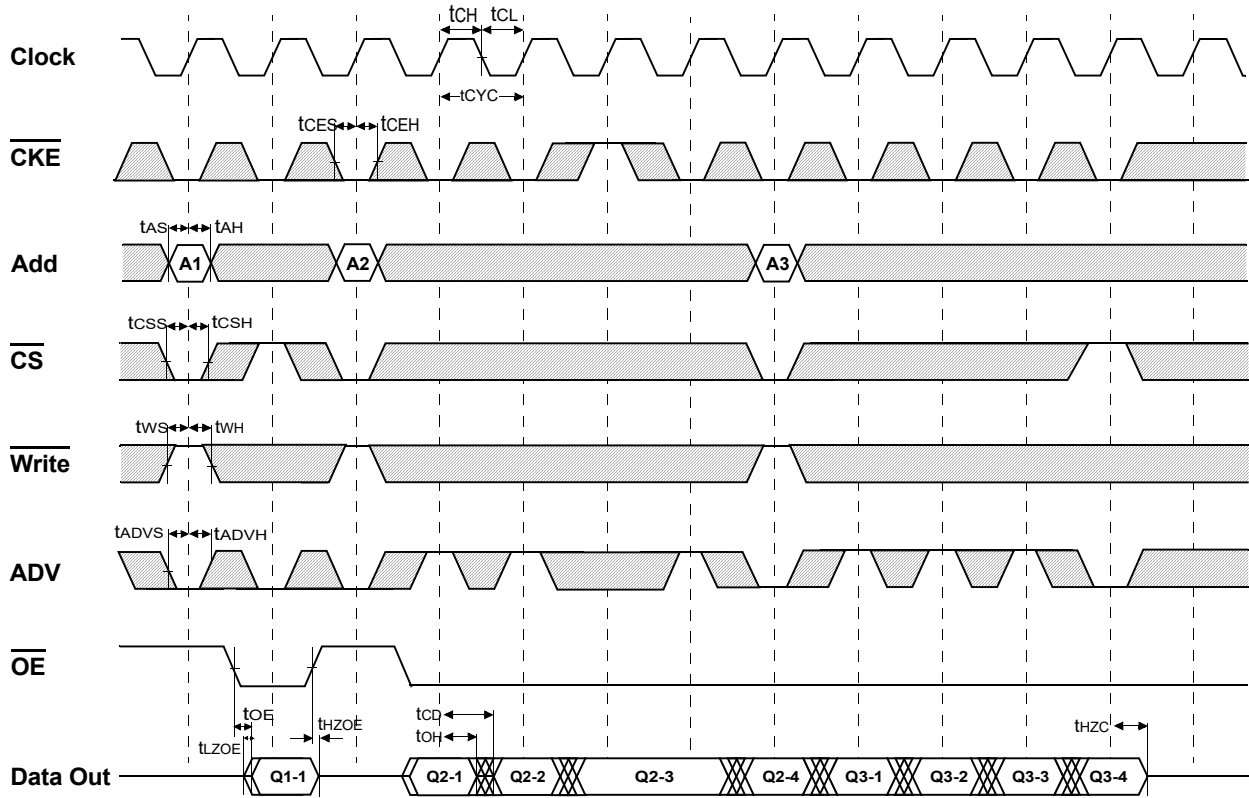 tCH tCL
Clock
tCYC
tCES tCEH
CKE
tAS tAH
Add A1 A2 A3
tCSS tCSH
CS
tWS tWH
Write
tADVS tADVH
ADV
OE
tOE tHZOE tCD tHZC
tLZOE tOH
Data Out Q1-1 Q2-1 Q2-2 Q2-3 Q2-4 Q3-1 Q3-2 Q3-3 Q3-4